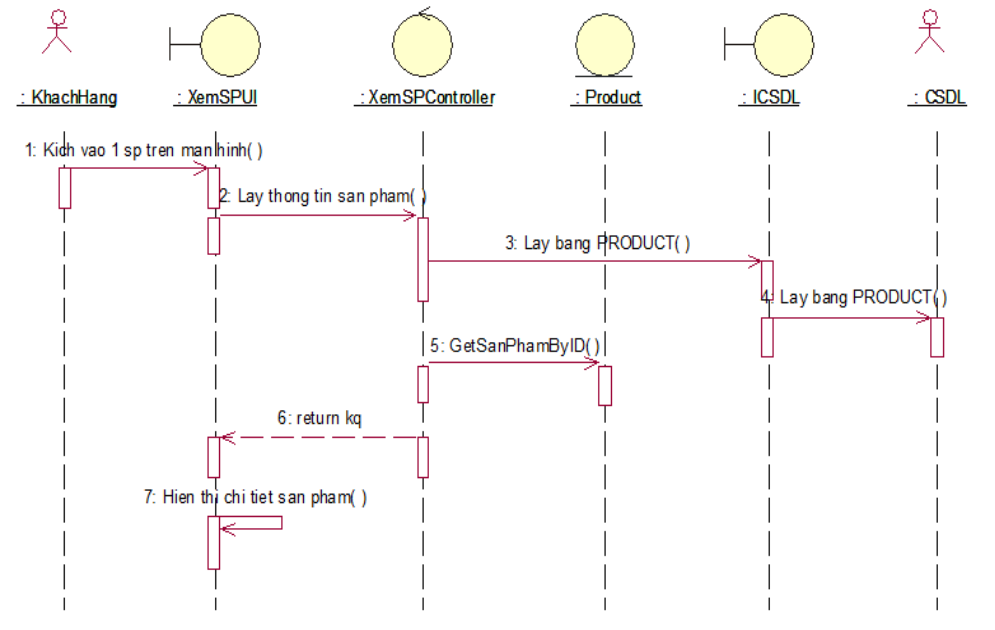 : KhachHang
: XemSPUI
: XemSPController
: Product
: ICSDL
: CSDL
1: Kich vao 1 sp tren man hinh( )
2: Lay thong tin san pham( )
3: Lay bang PRODUCT( )
4: Lay bang PRODUCT( )
5: GetSanPhamByID( )
6: return kq
7: Hien thi chi tiet san pham( )